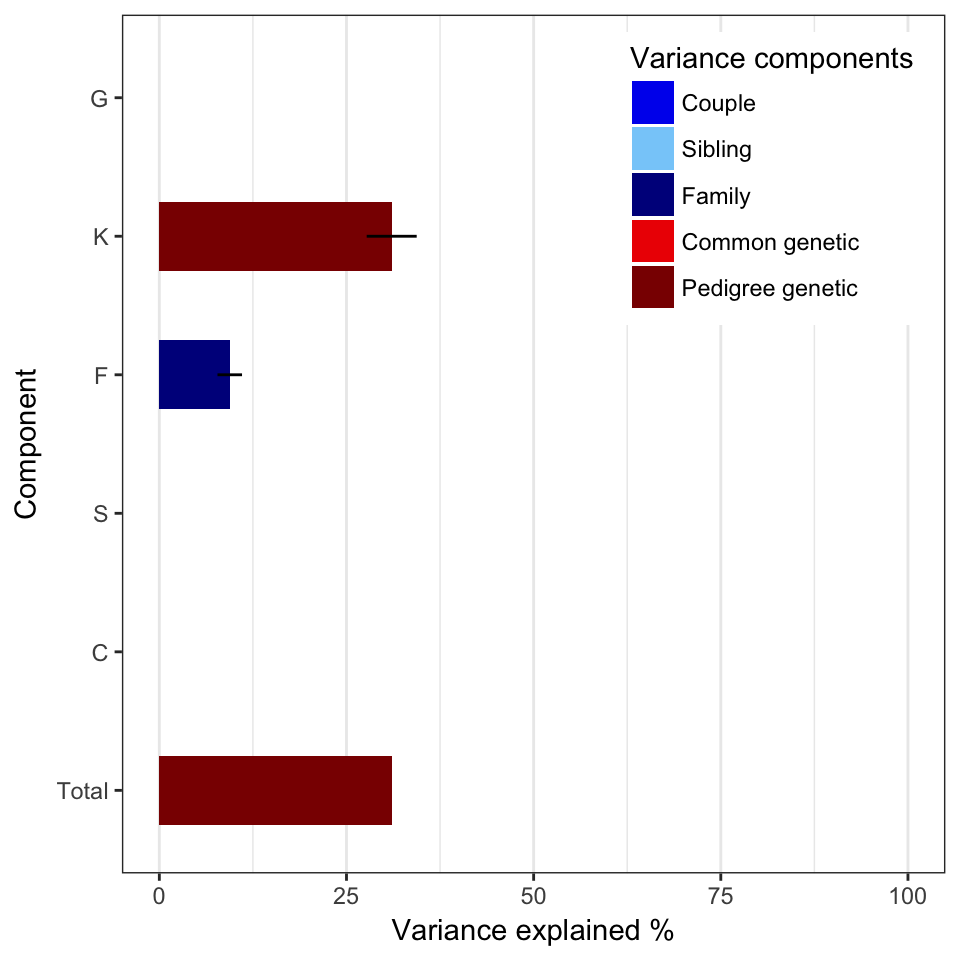 Variance components
Couple
Sibling
Family
Common genetic
Pedigree genetic
Component
G
K
F
S
C
Total
0 25 50 75 100
Variance explained %